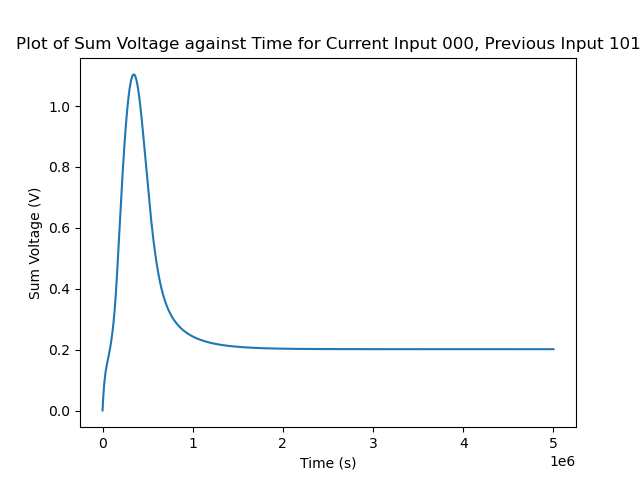 Plot of Sum Voltage against Time for Current Input 000, Previous Input 101
1.0
0.8
0.6
0.4
0.2
0.0
Sum Voltage (V)
0 1 2 3 4 5
1e6
Time (s)